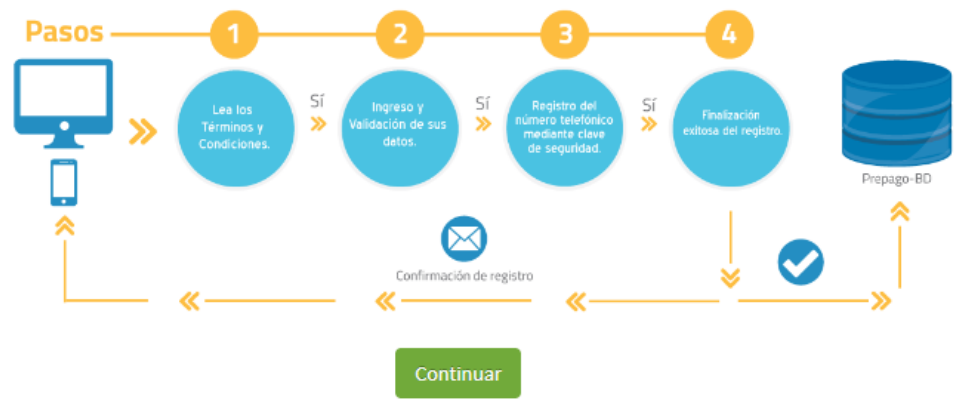 Pasos
1
2
3
4
Lea los
Términos y
Condiciones.
Sí
Ingreso y
Validación de sus
datos.
Sí
Registro del
número telefónico
mediante clave
de seguridad.
Sí
Finalización
exitosa del registro.
Prepago-BD
Confirmación de registro
Continuar